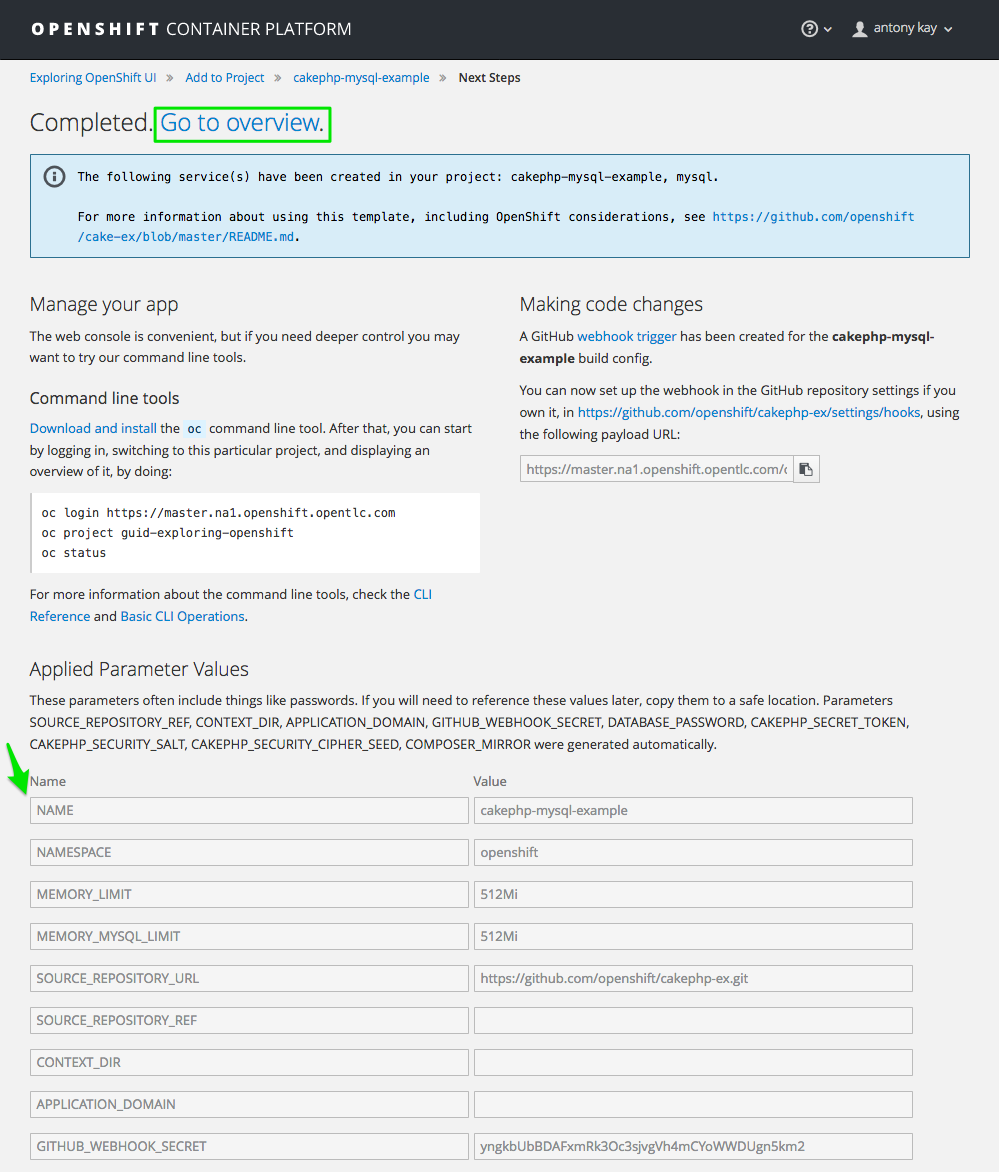 OPENSHIFT CONTAINER PLATFORM
antony kay
Exploring OpenShift UI » Add to Project » cakephp-mysql-example » Next Steps
Completed. Go to overview.
The following service(s) have been created in your project: cakephp-mysql-example, mysql.
For more information about using this template, including OpenShift considerations, see https://github.com/openshift
/cake-ex/blob/master/README.md.
Manage your app
The web console is convenient, but if you need deeper control you may
want to try our command line tools.
Command line tools
Download and install the oc command line tool. After that, you can start
by logging in, switching to this particular project, and displaying an
overview of it, by doing:
oc login https://master.na1.openshift.opentlc.com
oc project guid-exploring-openshift
oc status
For more information about the command line tools, check the CLI
Reference and Basic CLI Operations.
Making code changes
A GitHub webhook trigger has been created for the cakephp-mysql-
example build config.
You can now set up the webhook in the GitHub repository settings if you
own it, in https://github.com/openshift/cakephp-ex/settings/hooks, using
the following payload URL:
https://master.na1.openshift.opentlc.com/
Applied Parameter Values
These parameters often include things like passwords. If you will need to reference these values later, copy them to a safe location. Parameters
SOURCE_REPOSITORY_REF, CONTEXT_DIR, APPLICATION_DOMAIN, GITHUB_WEBHOOK_SECRET, DATABASE_PASSWORD, CAKEPHP_SECRET_TOKEN,
CAKEPHP_SECURITY_SALT, CAKEPHP_SECURITY_CIPHER_SEED, COMPOSER_MIRROR were generated automatically.
Name Value
NAME cakephp-mysql-example
NAMESPACE openshift
MEMORY_LIMIT 512Mi
MEMORY_MYSQL_LIMIT 512Mi
SOURCE_REPOSITORY_URL https://github.com/openshift/cakephp-ex.git
SOURCE_REPOSITORY_REF
CONTEXT_DIR
APPLICATION_DOMAIN
GITHUB_WEBHOOK_SECRET yngkbUbBDAFxmRk3Oc3sjvgVh4mCYoWWDUgn5km2